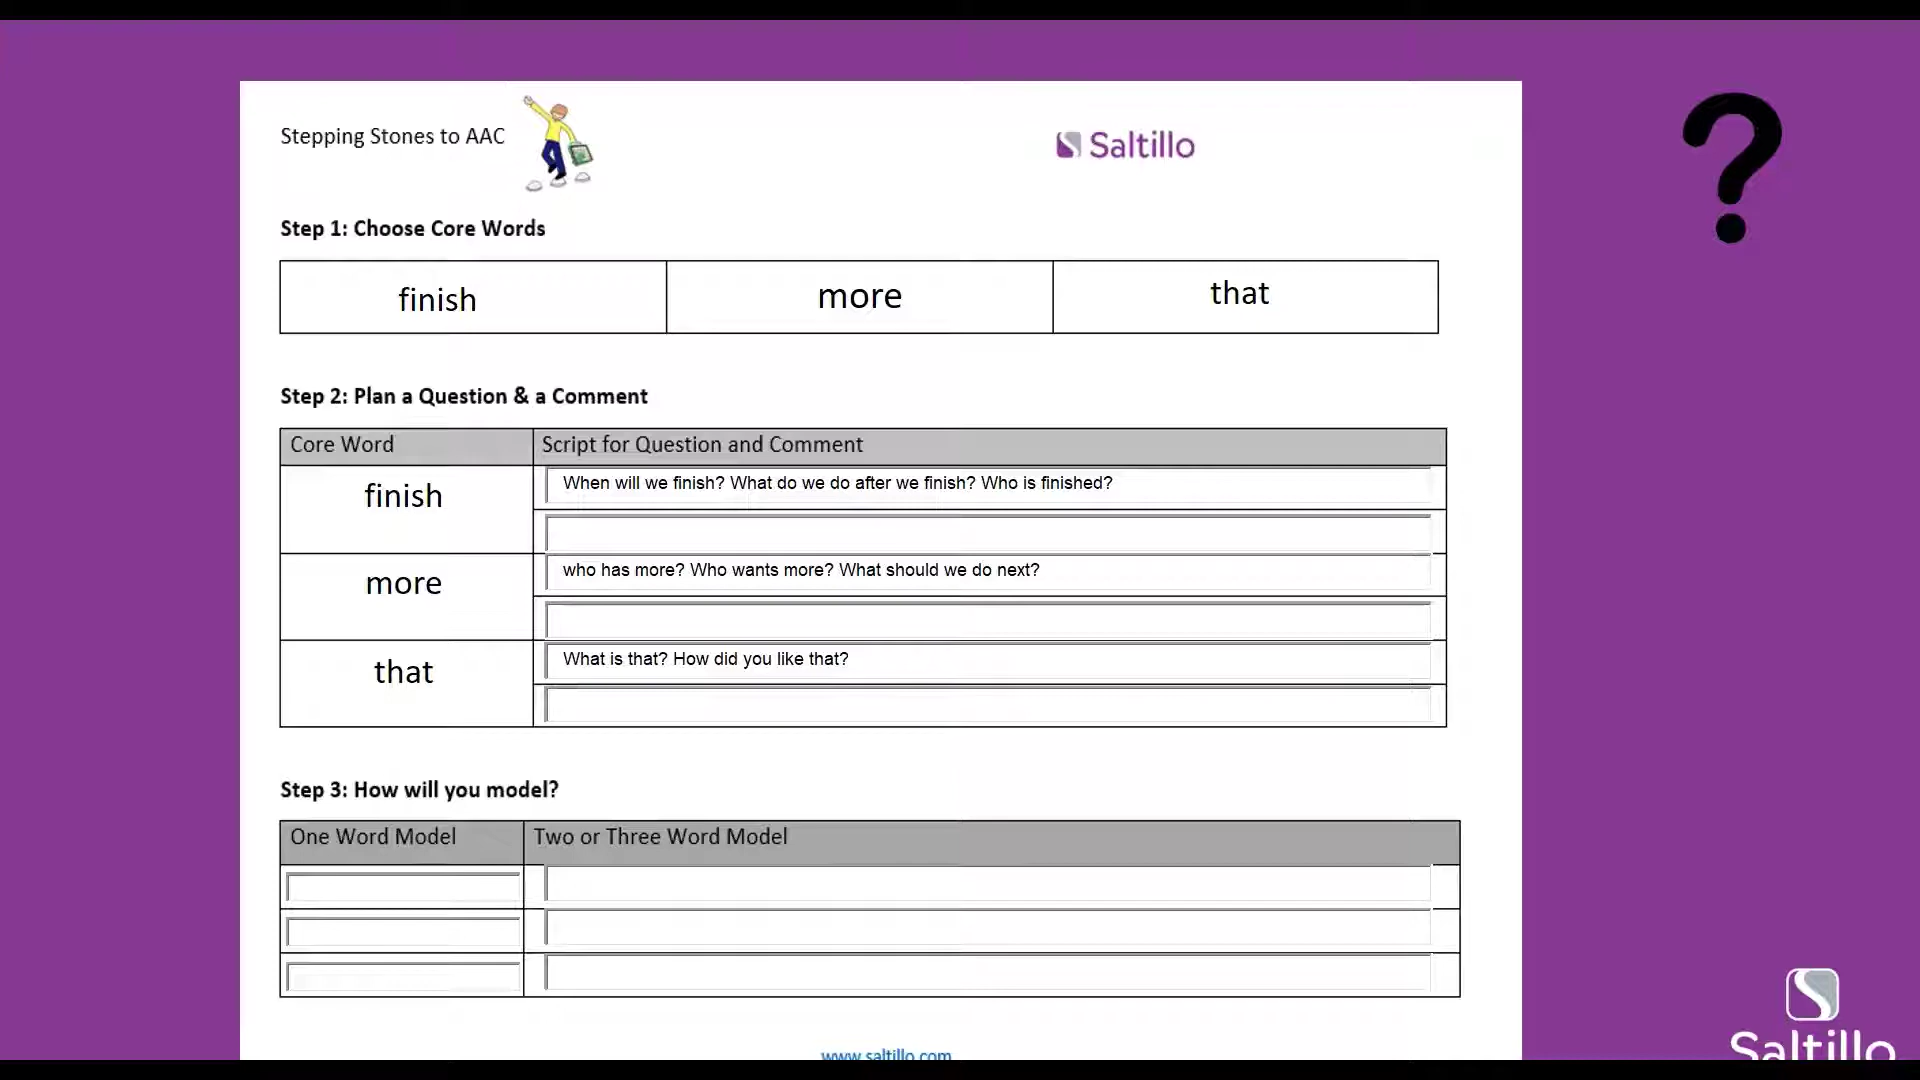 Stepping Stones to AAC
Saltillo
?
Step 1: Choose Core Words
finish more that
Step 2: Plan a Question & a Comment
Core Word Script for Question and Comment
finish When will we finish? What do we do after we finish? Who is finished?
more who has more? Who wants more? What should we do next?
that What is that? How did you like that?
Step 3: How will you model?
One Word Model Two or Three Word Model
www.saltillo.com
Saltillo